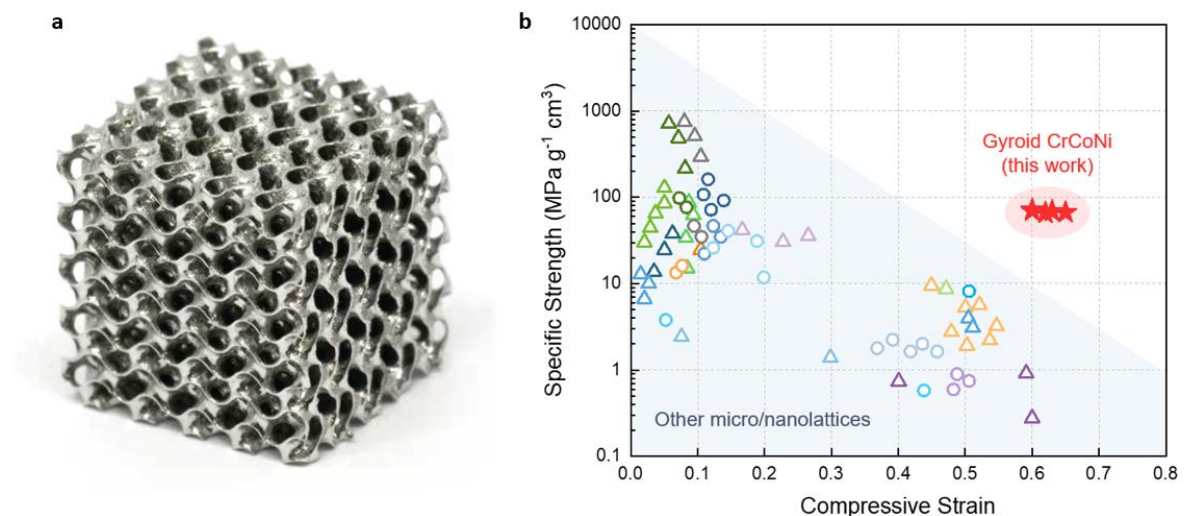 a
b
Specific Strength (MPa g⁻¹ cm³)
10000
1000
100
10
1
0.1
Gyroid CrCoNi
(this work)
Other micro/nanolattices
0.0 0.1 0.2 0.3 0.4 0.5 0.6 0.7 0.8
Compressive Strain